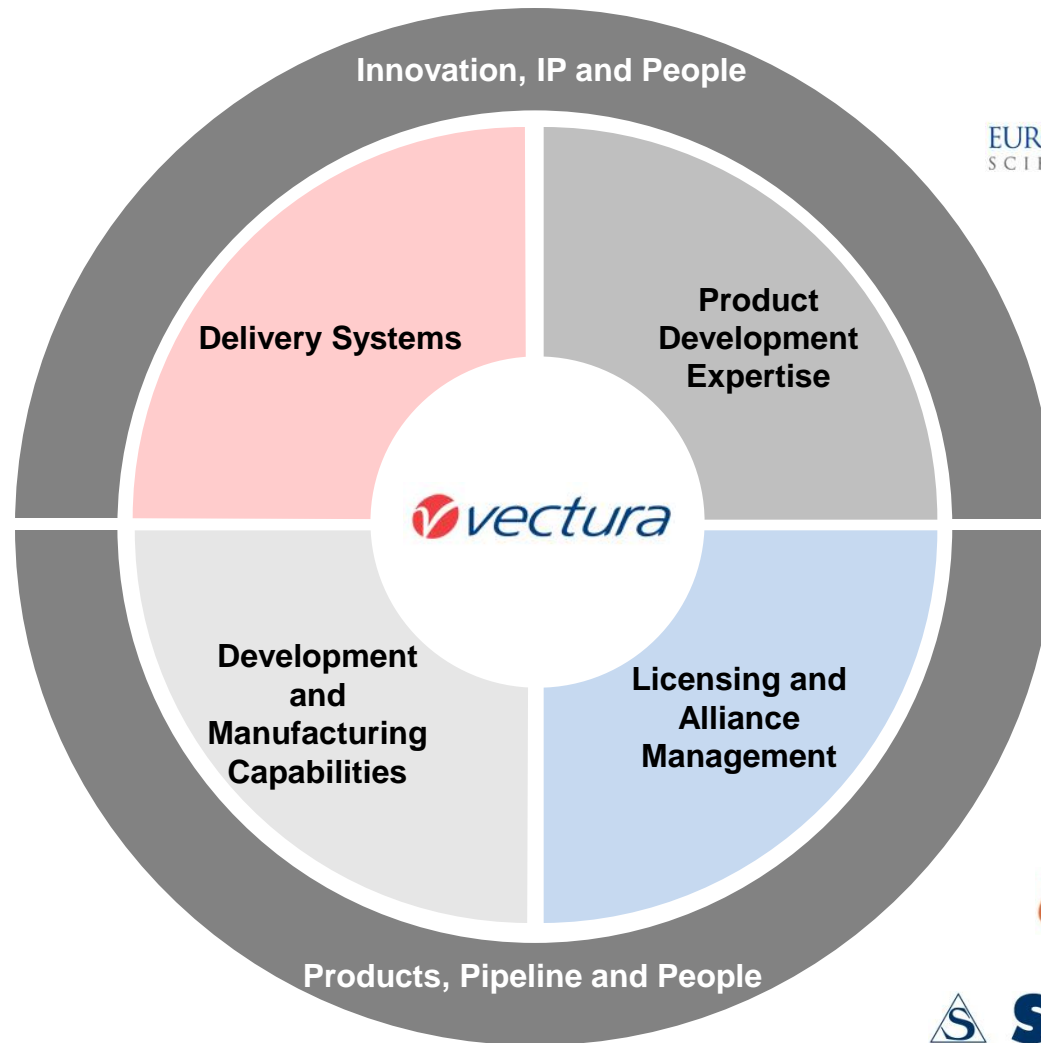 Innovation, IP and People
Delivery Systems
Product
Development
Expertise
vectura
Development
and
Manufacturing
Capabilities
Licensing and
Alliance
Management
Products, Pipeline and People
S